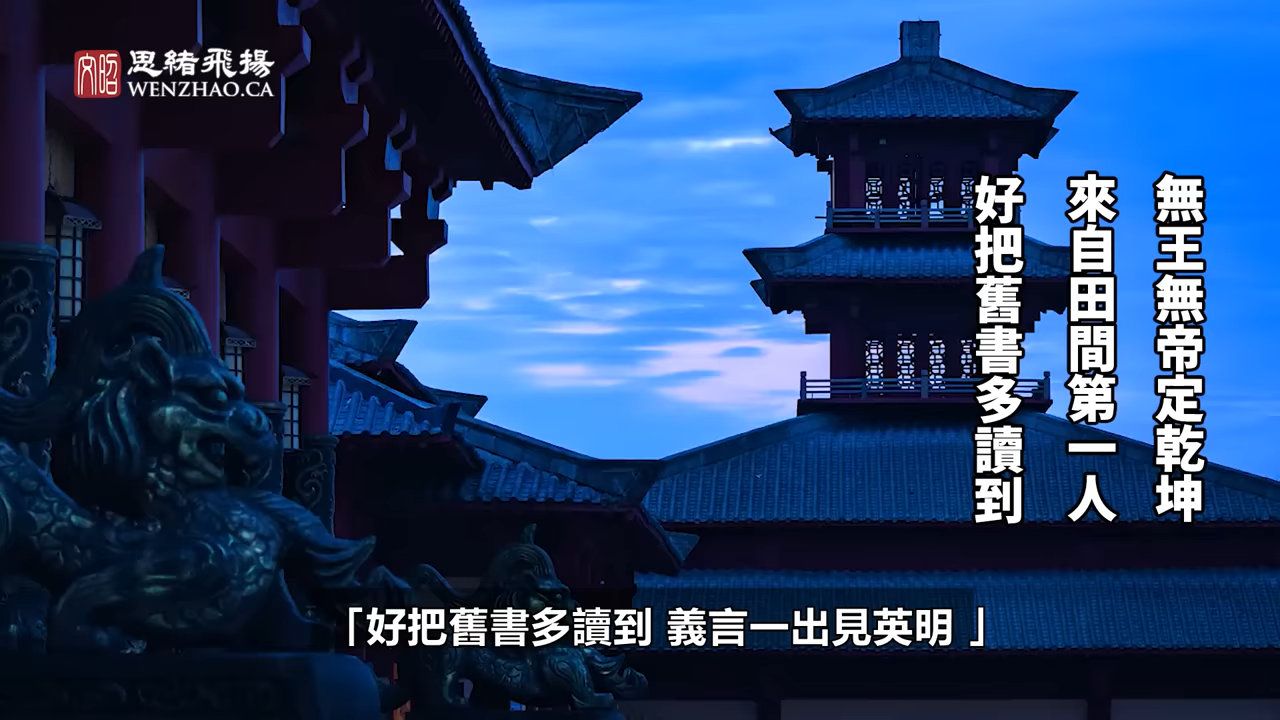 文昭
思緒飛揚
WENZHAO.CA
無王無帝定乾坤
來自田間第一人
好把舊書多讀到
「好把舊書多讀到 義言一出見英明 」